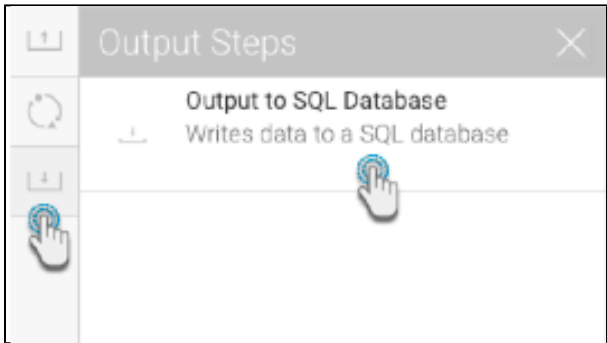 Output Steps
Output to SQL Database
Writes data to a SQL database